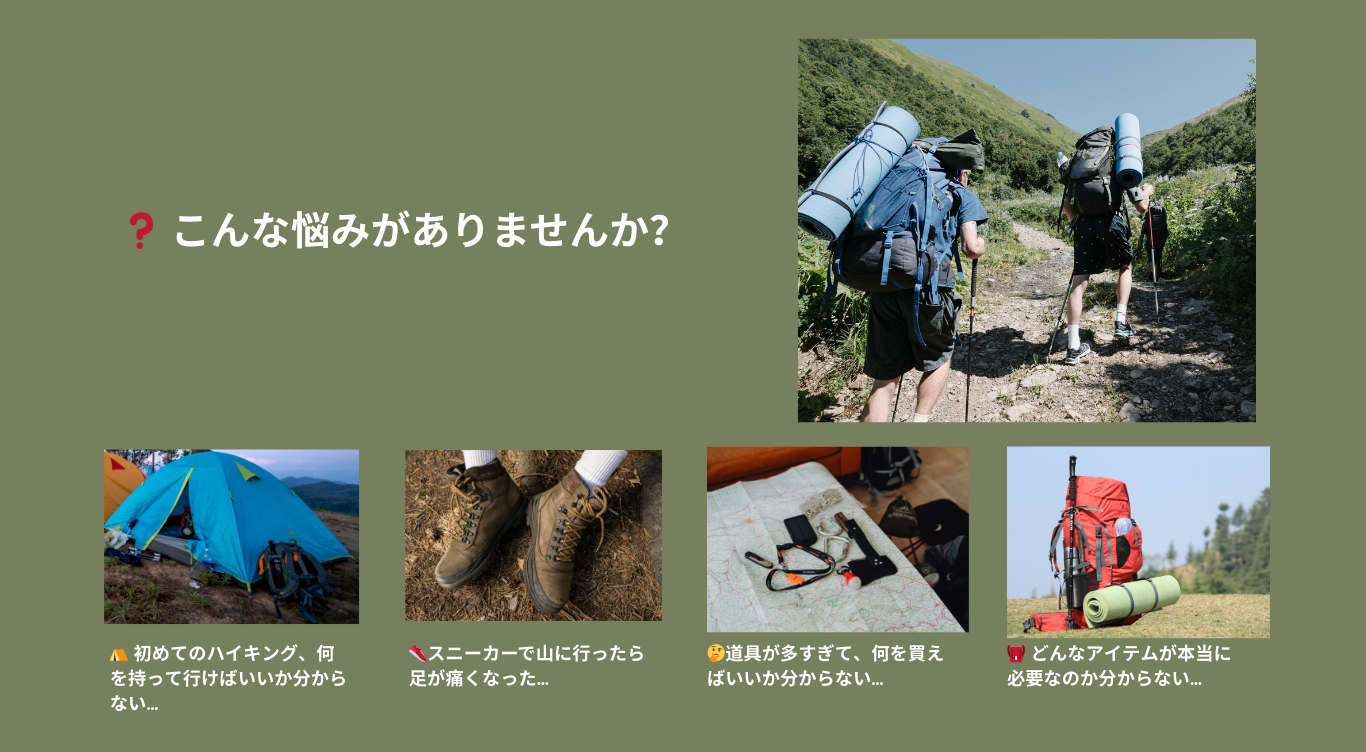 ❓ こんな悩みがありませんか?
⛺ 初めてのハイキング、何
を持って行けばいいか分から
ない...
👟スニーカーで山に行ったら
足が痛くなった...
🤔道具が多すぎて、何を買え
ばいいか分からない...
🎒 どんなアイテムが本当に
必要なのか分からない...